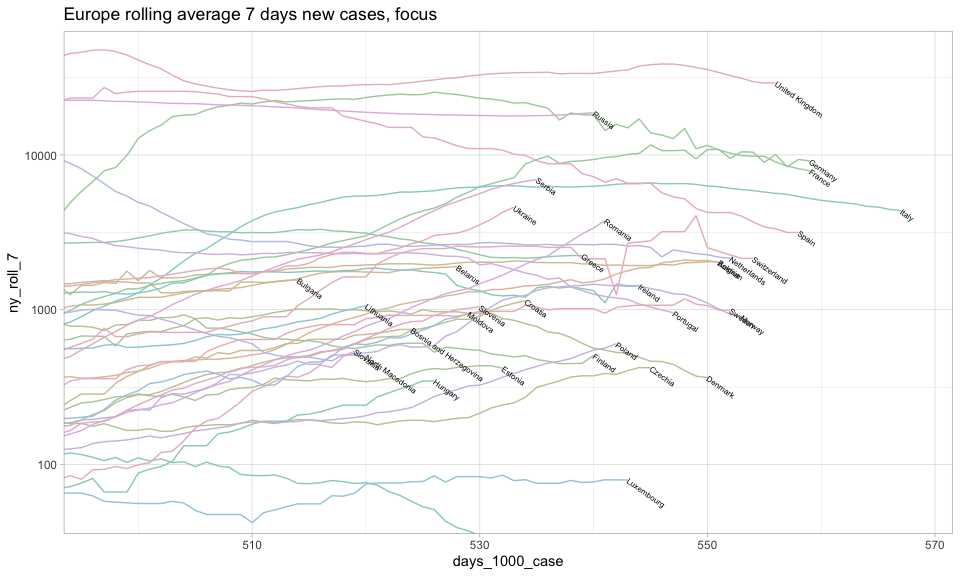 Europe rolling average 7 days new cases, focus
ny_roll_7
10000
1000
100
United Kingdom
Russia
Germany
France
Serbia
Italy
Ukraine
Romania
Spain
Greece
Switzerland
Netherlands
Belarus
Bulgaria
Ireland
Lithuania
Croatia
Slovenia
Moldova
Portugal
Norway
Bosnia and Herzegovina
Poland
North Macedonia
Finland
Estonia
Czechia
Hungary
Denmark
Luxembourg
510
530
550
570
days_1000_case